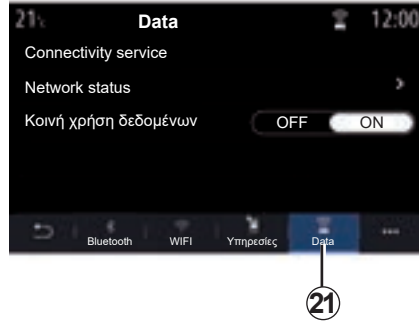 21°c Data 12:00
Connectivity service
Network status
Κοινή χρήση δεδομένων OFF ON
Bluetooth WIFI Υπηρεσίες Data
21